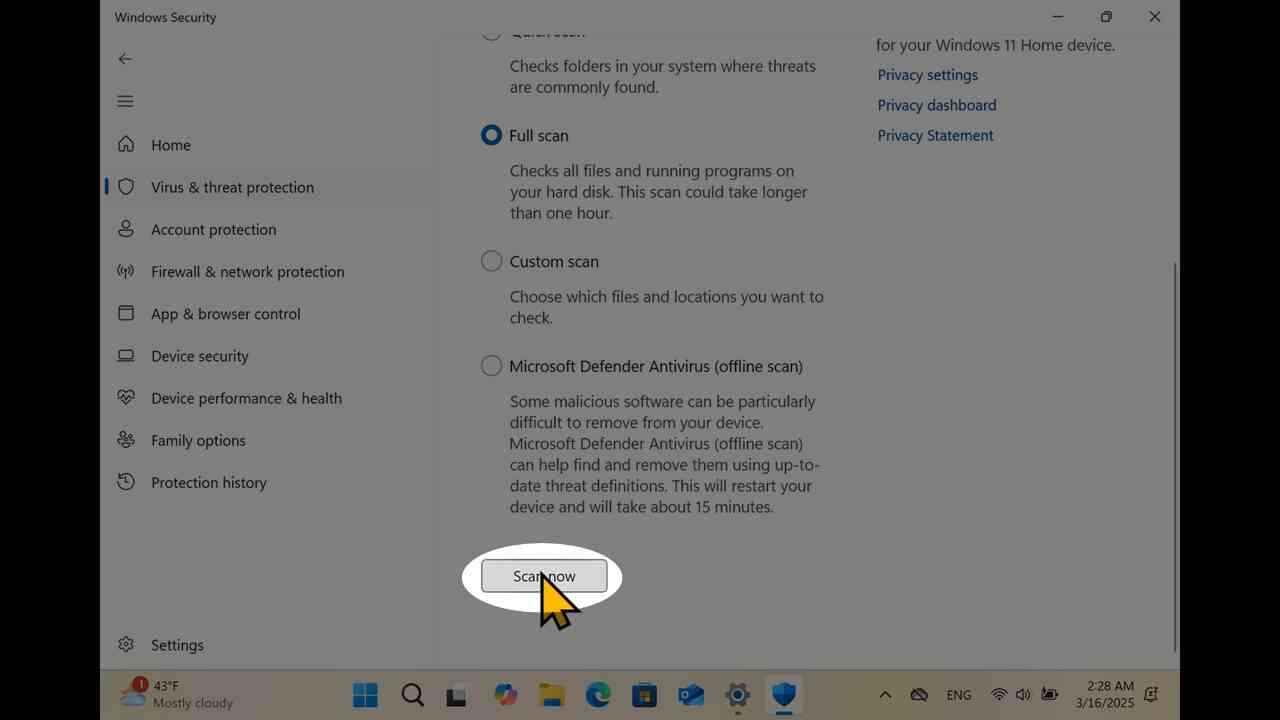 Windows Security
for your Windows 11 Home device.
Privacy settings
Privacy dashboard
Privacy Statement
Home
Virus & threat protection
Account protection
Firewall & network protection
App & browser control
Device security
Device performance & health
Family options
Protection history
Settings
Quick scan
Checks folders in your system where threats
are commonly found.
Full scan
Checks all files and running programs on
your hard disk. This scan could take longer
than one hour.
Custom scan
Choose which files and locations you want to
check.
Microsoft Defender Antivirus (offline scan)
Some malicious software can be particularly
difficult to remove from your device.
Microsoft Defender Antivirus (offline scan)
can help find and remove them using up-to-
date threat definitions. This will restart your
device and will take about 15 minutes.
Scan now
1
43°F
Mostly cloudy
ENG
2:28 AM
3/16/2025